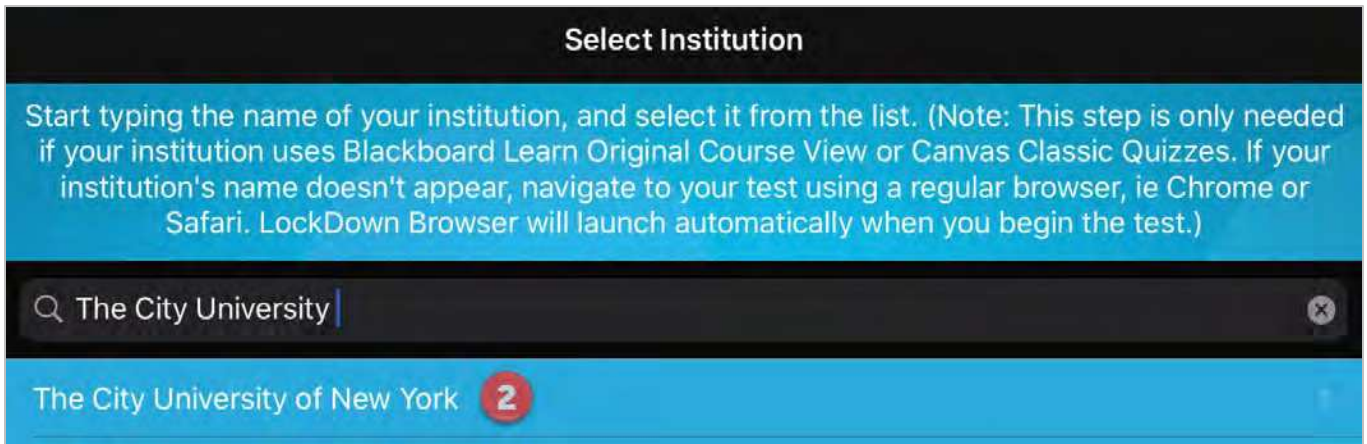 Select Institution
Start typing the name of your institution, and select it from the list. (Note: This step is only needed
if your institution uses Blackboard Learn Original Course View or Canvas Classic Quizzes. If your
institution's name doesn't appear, navigate to your test using a regular browser, ie Chrome or
Safari. LockDown Browser will launch automatically when you begin the test.)
The City University
The City University of New York 2